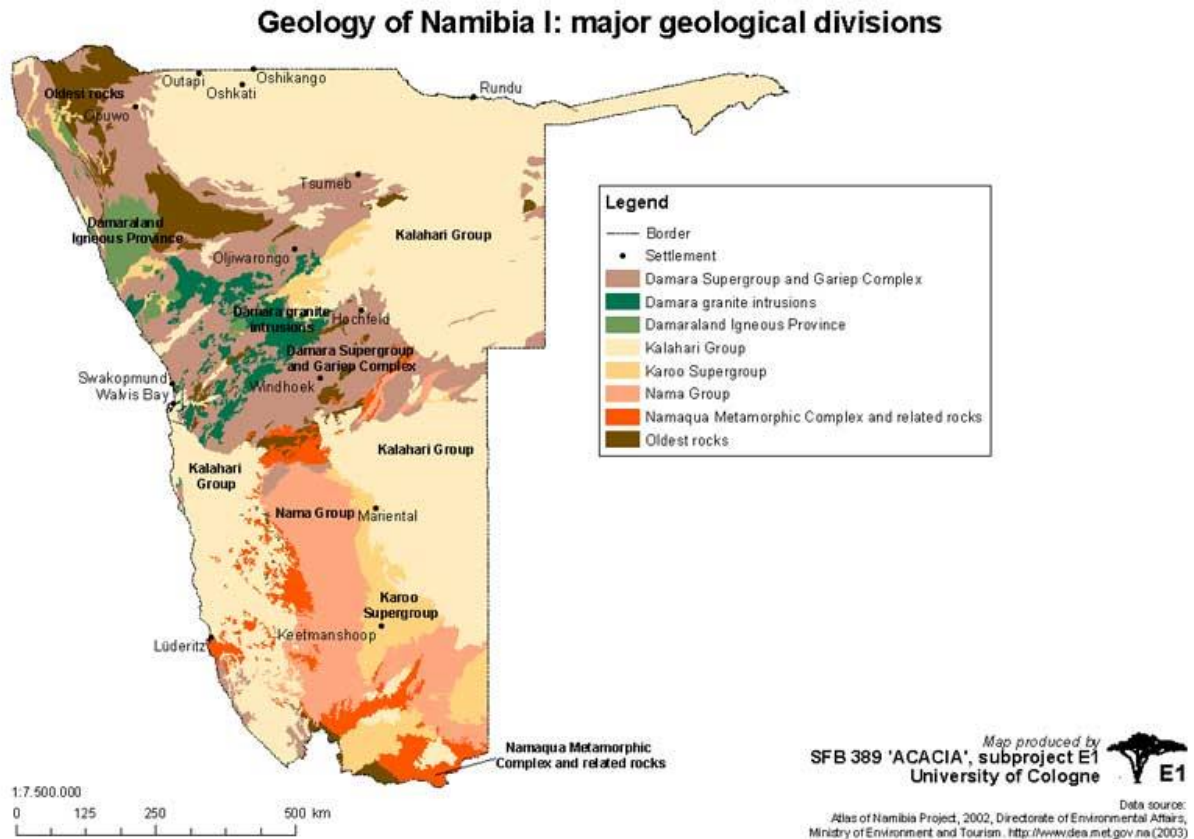 Geology of Namibia I: major geological divisions
Outapi
Oshikango
Oshkati
Rundu
Oldest rocks
Opuwo
Tsumeb
Damaraland
Igneous Province
Kalahari Group
Otjiwarongo
Damara granite
intrusions
Hochfeld
Damara Supergroup
and Gariep Complex
Windhoek
Swakopmund
Walvis Bay
Kalahari
Group
Kalahari Group
Nama Group
Mariental
Karoo
Supergroup
Keetmanshoop
Lüderitz
Namaqua Metamorphic
Complex and related rocks
Legend
Border
Settlement
Damara Supergroup and Gariep Complex
Damara granite intrusions
Damaraland Igneous Province
Kalahari Group
Karoo Supergroup
Nama Group
Namaqua Metamorphic Complex and related rocks
Oldest rocks
1:7.500.000
0 125 250 500 km
Map produced by
SFB 389 'ACACIA', subproject E1
University of Cologne
E1
Data source:
Atlas of Namibia Project, 2002, Directorate of Environmental Affairs,
Ministry of Environment and Tourism. http://www.dea.met.gov.na (2003)